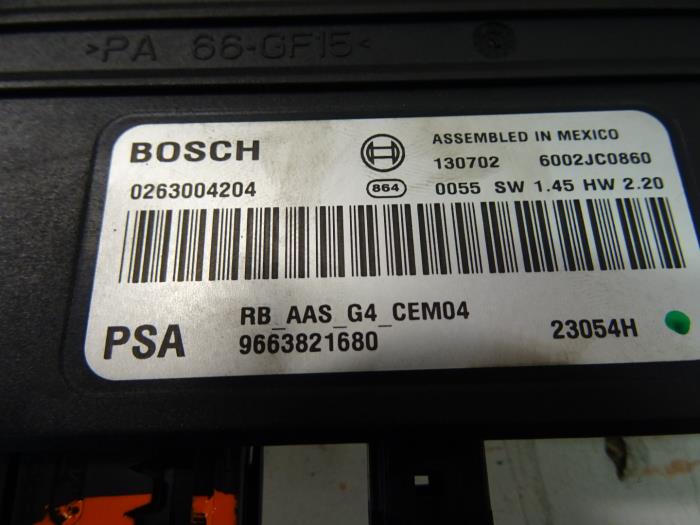 >PA 66-GF15<
BOSCH
ASSEMBLED IN MEXICO
130702 6002JC0860
0263004204
864
0055 SW 1.45 HW 2.20
RB_AAS_G4_CEM04
PSA
9663821680
23054H